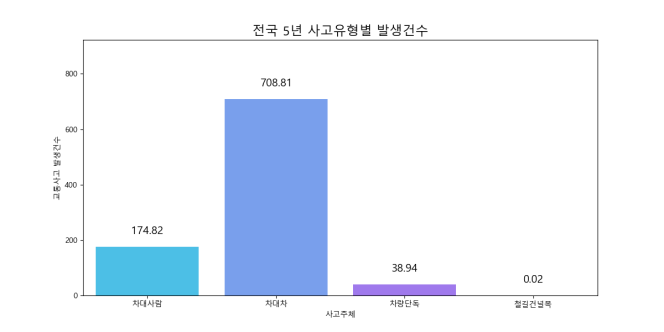 전국 5년 사고유형별 발생건수
교통사고 발생건수
800
600
400
200
0
174.82
708.81
38.94
0.02
차대사람
차대차
차량단독
철길건널목
사고주체